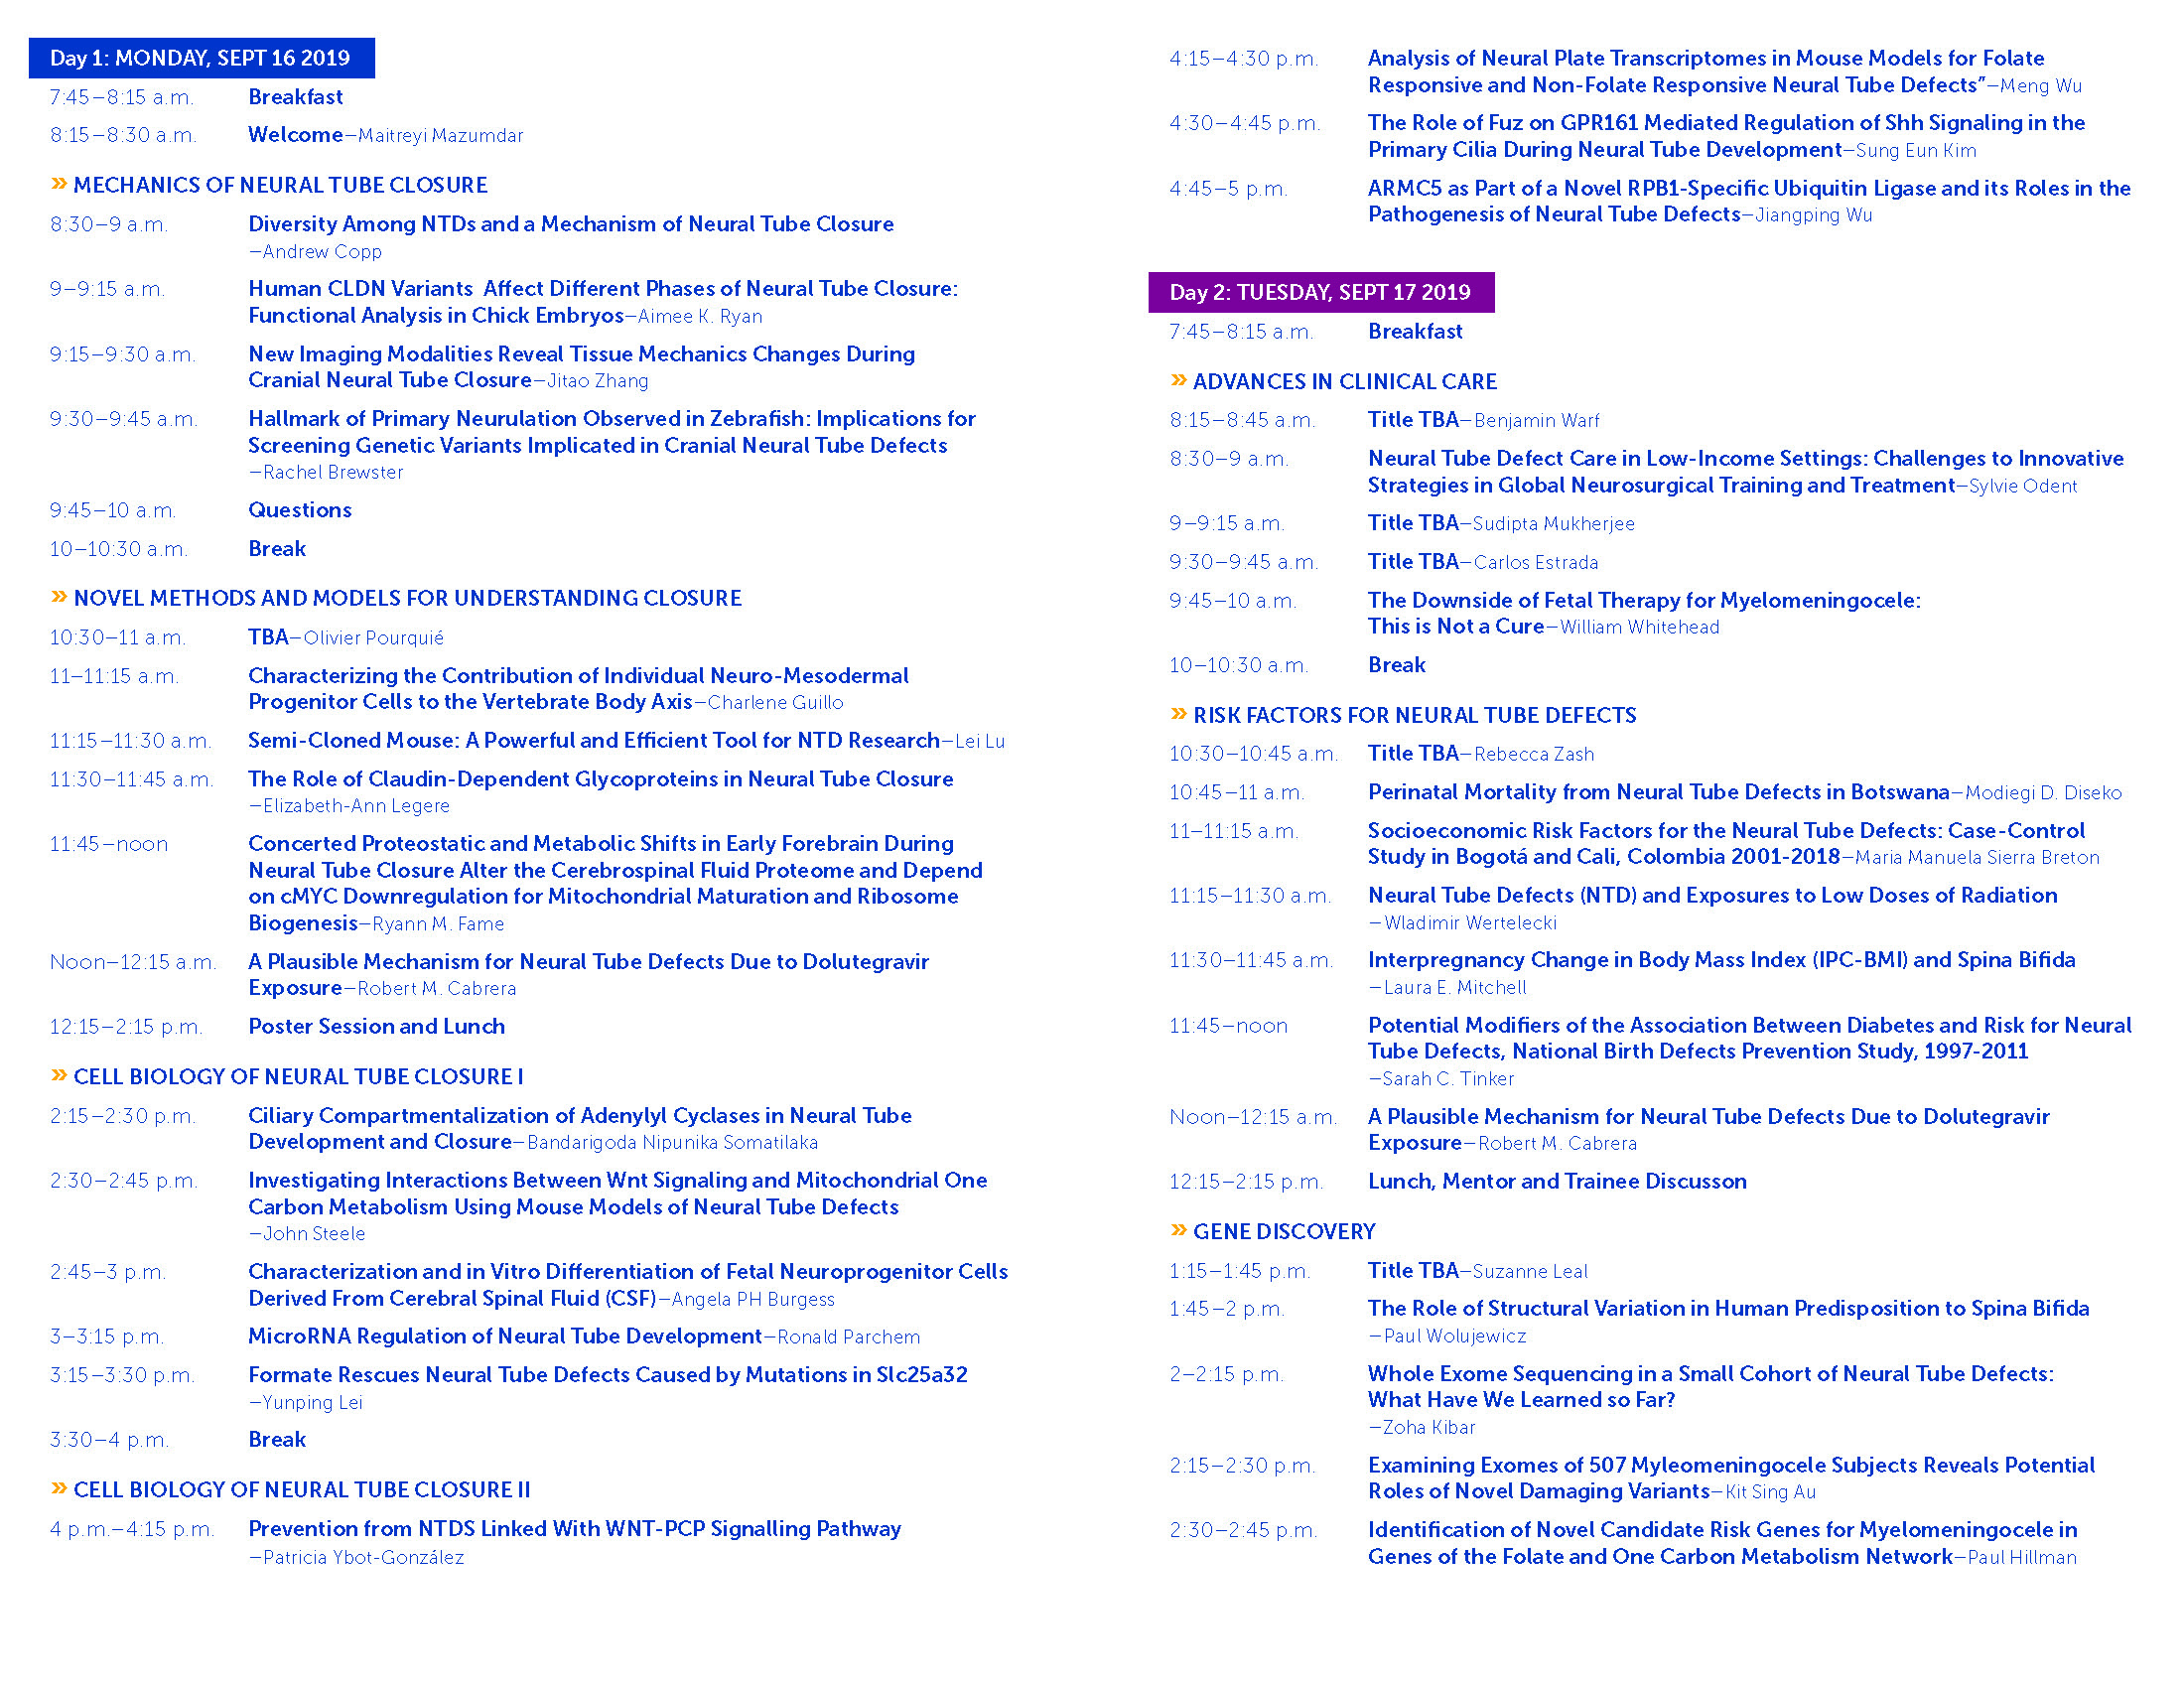 Day 1: MONDAY, SEPT 16 2019
7:45–8:15 a.m. Breakfast
8:15–8:30 a.m. Welcome–Maitreyi Mazumdar
» MECHANICS OF NEURAL TUBE CLOSURE
8:30–9 a.m. Diversity Among NTDs and a Mechanism of Neural Tube Closure
–Andrew Copp
9–9:15 a.m. Human CLDN Variants Affect Different Phases of Neural Tube Closure:
Functional Analysis in Chick Embryos–Aimee K. Ryan
9:15–9:30 a.m. New Imaging Modalities Reveal Tissue Mechanics Changes During
Cranial Neural Tube Closure–Jitao Zhang
9:30–9:45 a.m. Hallmark of Primary Neurulation Observed in Zebrafish: Implications for
Screening Genetic Variants Implicated in Cranial Neural Tube Defects
–Rachel Brewster
9:45–10 a.m. Questions
10–10:30 a.m. Break
» NOVEL METHODS AND MODELS FOR UNDERSTANDING CLOSURE
10:30–11 a.m. TBA–Olivier Pourquié
11–11:15 a.m. Characterizing the Contribution of Individual Neuro-Mesodermal
Progenitor Cells to the Vertebrate Body Axis–Charlene Guillo
11:15–11:30 a.m. Semi-Cloned Mouse: A Powerful and Efficient Tool for NTD Research–Lei Lu
11:30–11:45 a.m. The Role of Claudin-Dependent Glycoproteins in Neural Tube Closure
–Elizabeth-Ann Legere
11:45–noon Concerted Proteostatic and Metabolic Shifts in Early Forebrain During
Neural Tube Closure Alter the Cerebrospinal Fluid Proteome and Depend
on cMYC Downregulation for Mitochondrial Maturation and Ribosome
Biogenesis–Ryann M. Fame
Noon–12:15 a.m. A Plausible Mechanism for Neural Tube Defects Due to Dolutegravir
Exposure–Robert M. Cabrera
12:15–2:15 p.m. Poster Session and Lunch
» CELL BIOLOGY OF NEURAL TUBE CLOSURE I
2:15–2:30 p.m. Ciliary Compartmentalization of Adenylyl Cyclases in Neural Tube
Development and Closure–Bandarigoda Nipunika Somatilaka
2:30–2:45 p.m. Investigating Interactions Between Wnt Signaling and Mitochondrial One
Carbon Metabolism Using Mouse Models of Neural Tube Defects
–John Steele
2:45–3 p.m. Characterization and in Vitro Differentiation of Fetal Neuroprogenitor Cells
Derived From Cerebral Spinal Fluid (CSF)–Angela PH Burgess
3–3:15 p.m. MicroRNA Regulation of Neural Tube Development–Ronald Parchem
3:15–3:30 p.m. Formate Rescues Neural Tube Defects Caused by Mutations in Slc25a32
–Yunping Lei
3:30–4 p.m. Break
» CELL BIOLOGY OF NEURAL TUBE CLOSURE II
4 p.m.–4:15 p.m. Prevention from NTDS Linked With WNT-PCP Signalling Pathway
–Patricia Ybot-González
4:15–4:30 p.m. Analysis of Neural Plate Transcriptomes in Mouse Models for Folate
Responsive and Non-Folate Responsive Neural Tube Defects”–Meng Wu
4:30–4:45 p.m. The Role of Fuz on GPR161 Mediated Regulation of Shh Signaling in the
Primary Cilia During Neural Tube Development–Sung Eun Kim
4:45–5 p.m. ARMC5 as Part of a Novel RPB1-Specific Ubiquitin Ligase and its Roles in the
Pathogenesis of Neural Tube Defects–Jiangping Wu
Day 2: TUESDAY, SEPT 17 2019
7:45–8:15 a.m. Breakfast
» ADVANCES IN CLINICAL CARE
8:15–8:45 a.m. Title TBA–Benjamin Warf
8:30–9 a.m. Neural Tube Defect Care in Low-Income Settings: Challenges to Innovative
Strategies in Global Neurosurgical Training and Treatment–Sylvie Odent
9–9:15 a.m. Title TBA–Sudipta Mukherjee
9:30–9:45 a.m. Title TBA–Carlos Estrada
9:45–10 a.m. The Downside of Fetal Therapy for Myelomeningocele:
This is Not a Cure–William Whitehead
10–10:30 a.m. Break
» RISK FACTORS FOR NEURAL TUBE DEFECTS
10:30–10:45 a.m. Title TBA–Rebecca Zash
10:45–11 a.m. Perinatal Mortality from Neural Tube Defects in Botswana–Modiegi D. Diseko
11–11:15 a.m. Socioeconomic Risk Factors for the Neural Tube Defects: Case-Control
Study in Bogotá and Cali, Colombia 2001-2018–Maria Manuela Sierra Breton
11:15–11:30 a.m. Neural Tube Defects (NTD) and Exposures to Low Doses of Radiation
–Wladimir Wertelecki
11:30–11:45 a.m. Interpregnancy Change in Body Mass Index (IPC-BMI) and Spina Bifida
–Laura E. Mitchell
11:45–noon Potential Modifiers of the Association Between Diabetes and Risk for Neural
Tube Defects, National Birth Defects Prevention Study, 1997-2011
–Sarah C. Tinker
Noon–12:15 a.m. A Plausible Mechanism for Neural Tube Defects Due to Dolutegravir
Exposure–Robert M. Cabrera
12:15–2:15 p.m. Lunch, Mentor and Trainee Discusson
» GENE DISCOVERY
1:15–1:45 p.m. Title TBA–Suzanne Leal
1:45–2 p.m. The Role of Structural Variation in Human Predisposition to Spina Bifida
–Paul Wolujewicz
2–2:15 p.m. Whole Exome Sequencing in a Small Cohort of Neural Tube Defects:
What Have We Learned so Far?
–Zoha Kibar
2:15–2:30 p.m. Examining Exomes of 507 Myleomeningocele Subjects Reveals Potential
Roles of Novel Damaging Variants–Kit Sing Au
2:30–2:45 p.m. Identification of Novel Candidate Risk Genes for Myelomeningocele in
Genes of the Folate and One Carbon Metabolism Network–Paul Hillman